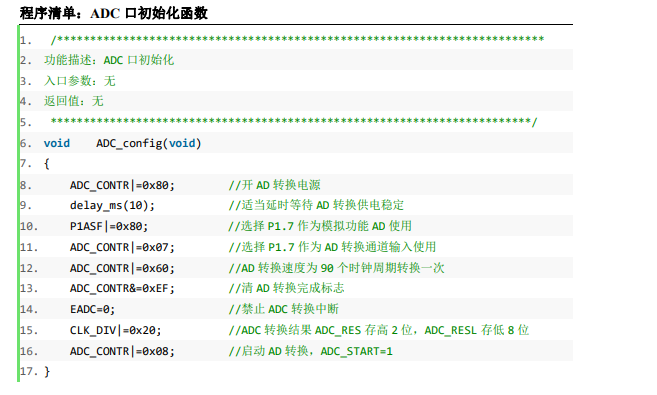 程序清单：ADC 口初始化函数
1. /**************************************************************************
2. 功能描述：ADC 口初始化
3. 入口参数：无
4. 返回值：无
5. *************************************************************************/
6. void ADC_config(void)
7. {
8. ADC_CONTR|=0x80; //开 AD 转换电源
9. delay_ms(10); //适当延时等待 AD 转换供电稳定
10. P1ASF|=0x80; //选择 P1.7 作为模拟功能 AD 使用
11. ADC_CONTR|=0x07; //选择 P1.7 作为 AD 转换通道输入使用
12. ADC_CONTR|=0x60; //AD 转换速度为 90 个时钟周期转换一次
13. ADC_CONTR&=0xEF; //清 AD 转换完成标志
14. EADC=0; //禁止 ADC 转换中断
15. CLK_DIV|=0x20; //ADC 转换结果 ADC_RES 存高 2 位, ADC_RESL 存低 8 位
16. ADC_CONTR|=0x08; //启动 AD 转换, ADC_START=1
17. }